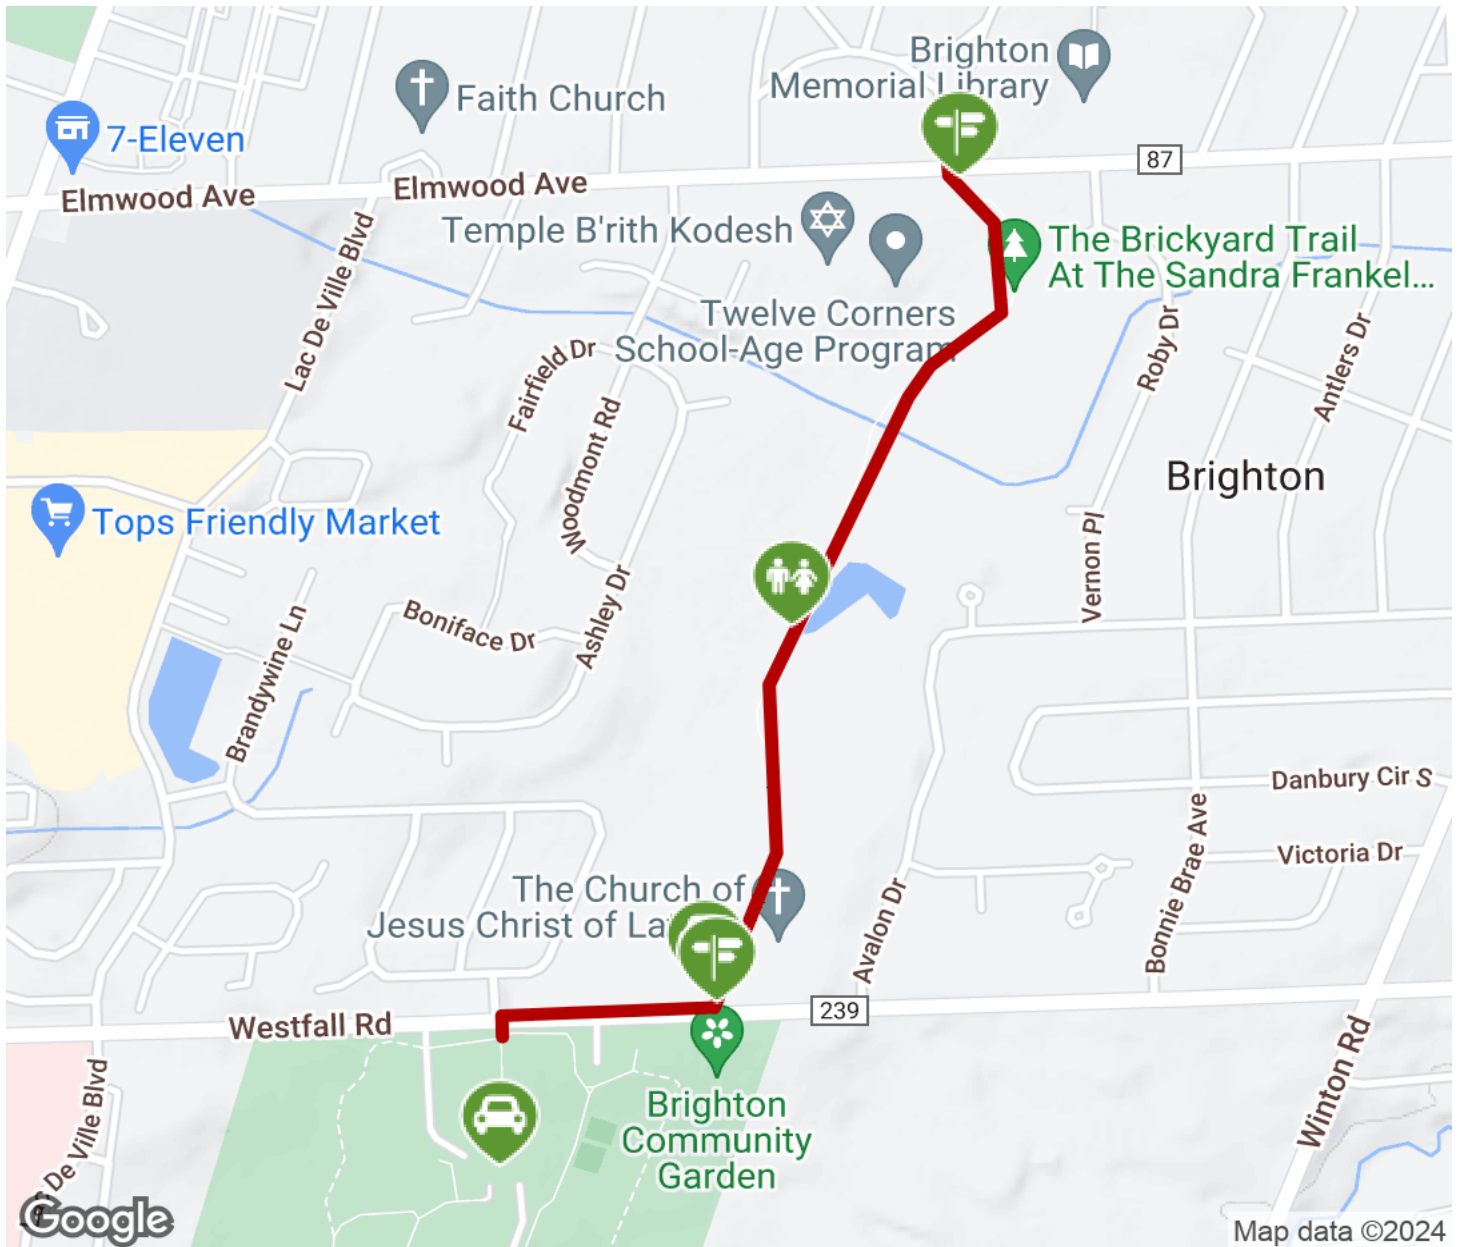 Brighton
Memorial Library
Faith Church
7-Eleven
87
Elmwood Ave
Elmwood Ave
Temple B'rith Kodesh
The Brickyard Trail
At The Sandra Frankel...
Lac De Ville Blvd
Twelve Corners
School-Age Program
Roby Dr
Antlers Dr
Fairfield Dr
Woodmont Rd
Brighton
Tops Friendly Market
Vernon Pl
Ashley Dr
Boniface Dr
Brandywine Ln
Danbury Cir S
Victoria Dr
Bonnie Brae Ave
The Church of
Jesus Christ of Lat
Avalon Dr
239
Westfall Rd
Winton Rd
Brighton
Community
Garden
De Ville Blvd
Google
Map data ©2024